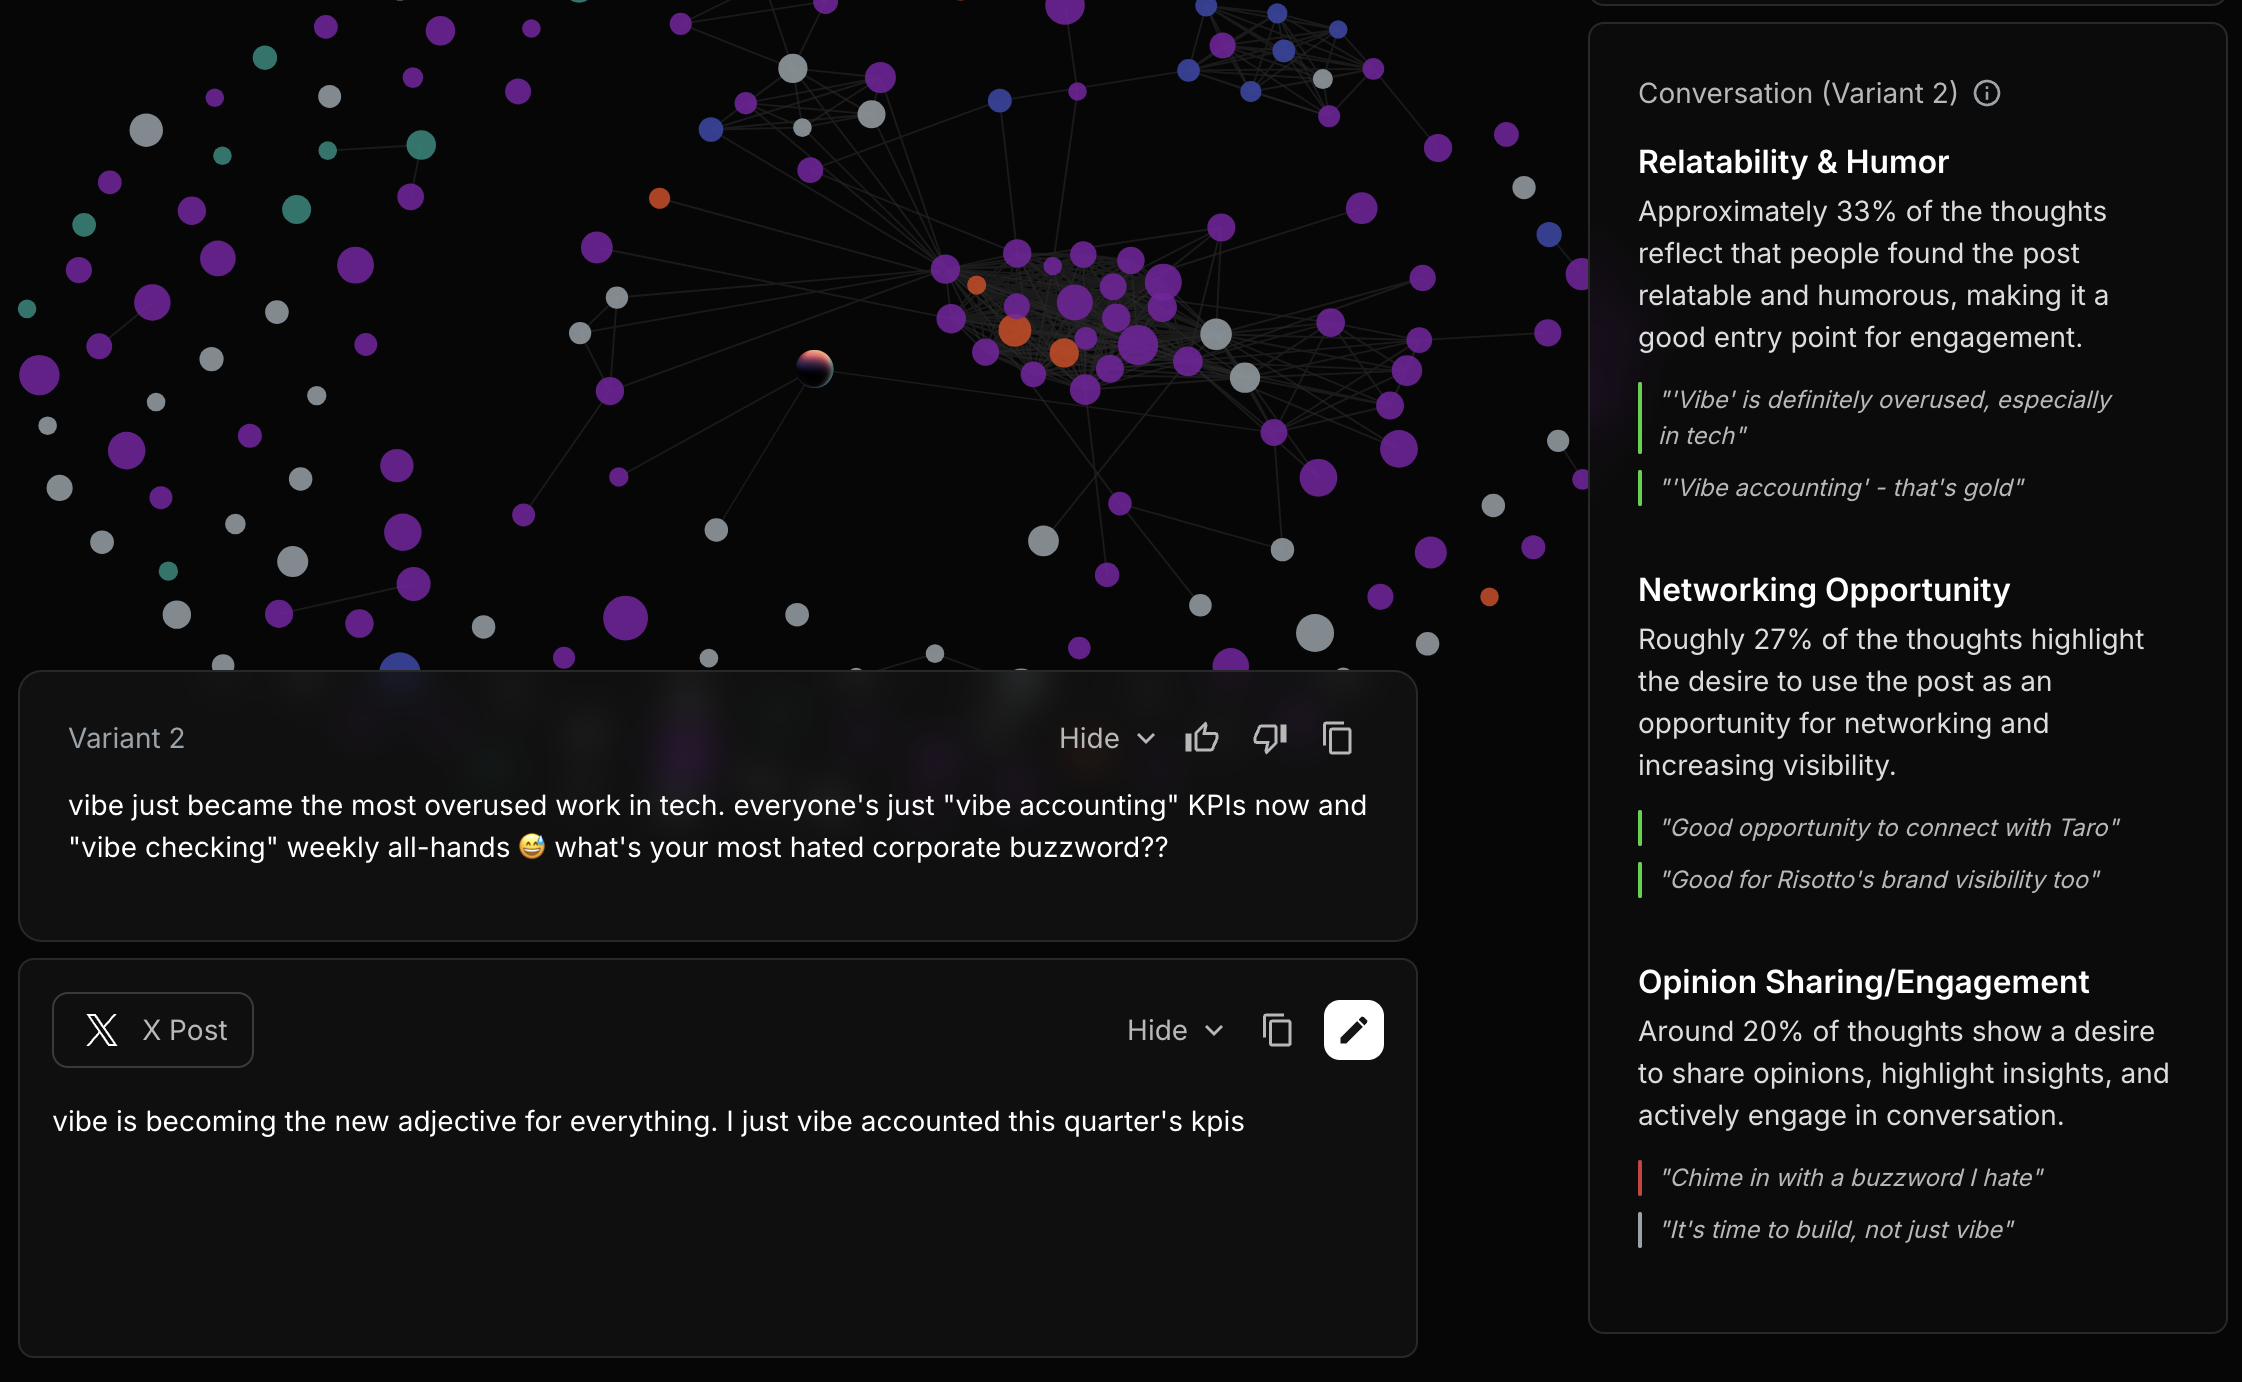 Conversation (Variant 2)
Relatability & Humor
Approximately 33% of the thoughts
reflect that people found the post
relatable and humorous, making it a
good entry point for engagement.
"'Vibe' is definitely overused, especially
in tech"
"'Vibe accounting' - that's gold"
Networking Opportunity
Roughly 27% of the thoughts highlight
the desire to use the post as an
opportunity for networking and
increasing visibility.
"Good opportunity to connect with Taro"
"Good for Risotto's brand visibility too"
Opinion Sharing/Engagement
Around 20% of thoughts show a desire
to share opinions, highlight insights, and
actively engage in conversation.
"Chime in with a buzzword I hate"
"It's time to build, not just vibe"
Variant 2
Hide
vibe just became the most overused work in tech. everyone's just "vibe accounting" KPIs now and
"vibe checking" weekly all-hands 😅 what's your most hated corporate buzzword??
X Post
Hide
vibe is becoming the new adjective for everything. I just vibe accounted this quarter's kpis